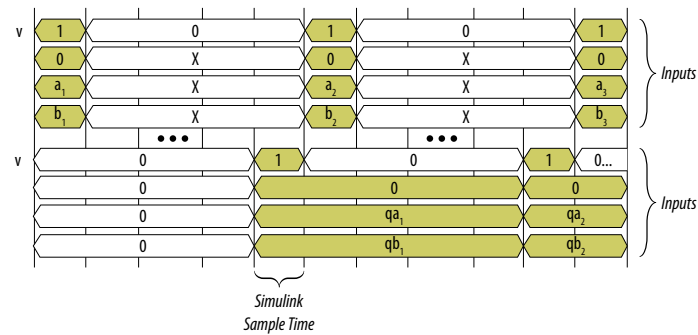 v 1 0 1 0 1
0 X 0 X 0
a1 X a2 X a3
b1 X b2 X b3
Inputs
••• •••
v 0 1 0 1 0...
0 0 0
0 qa1 qa2
0 qb1 qb2
Inputs
Simulink
Sample Time